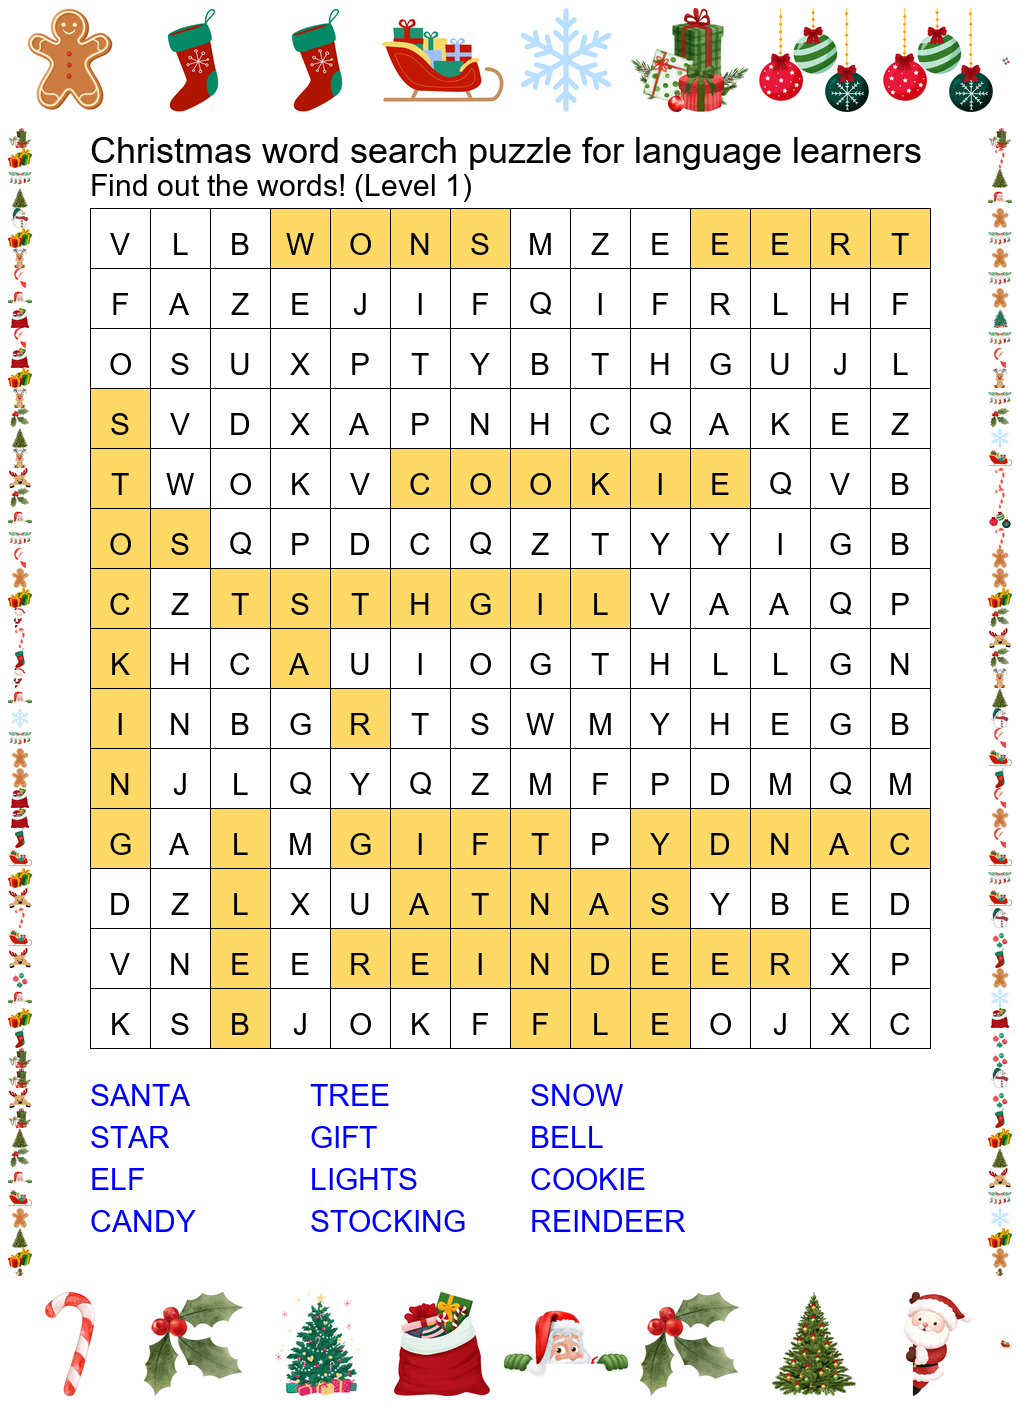 Christmas word search puzzle for language learners
Find out the words! (Level 1)
V L B W O N S M Z E E E R T
F A Z E J I F Q I F R L H F
O S U X P T Y B T H G U J L
S V D X A P N H C Q A K E Z
T W O K V C O O K I E Q V B
O S Q P D C Q Z T Y Y I G B
C Z T S T H G I L V A A Q P
K H C A U I O G T H L L G N
I N B G R T S W M Y H E G B
N J L Q Y Q Z M F P D M Q M
G A L M G I F T P Y D N A C
D Z L X U A T N A S Y B E D
V N E E R E I N D E E R X P
K S B J O K F F L E O J X C
SANTA TREE SNOW
STAR GIFT BELL
ELF LIGHTS COOKIE
CANDY STOCKING REINDEER